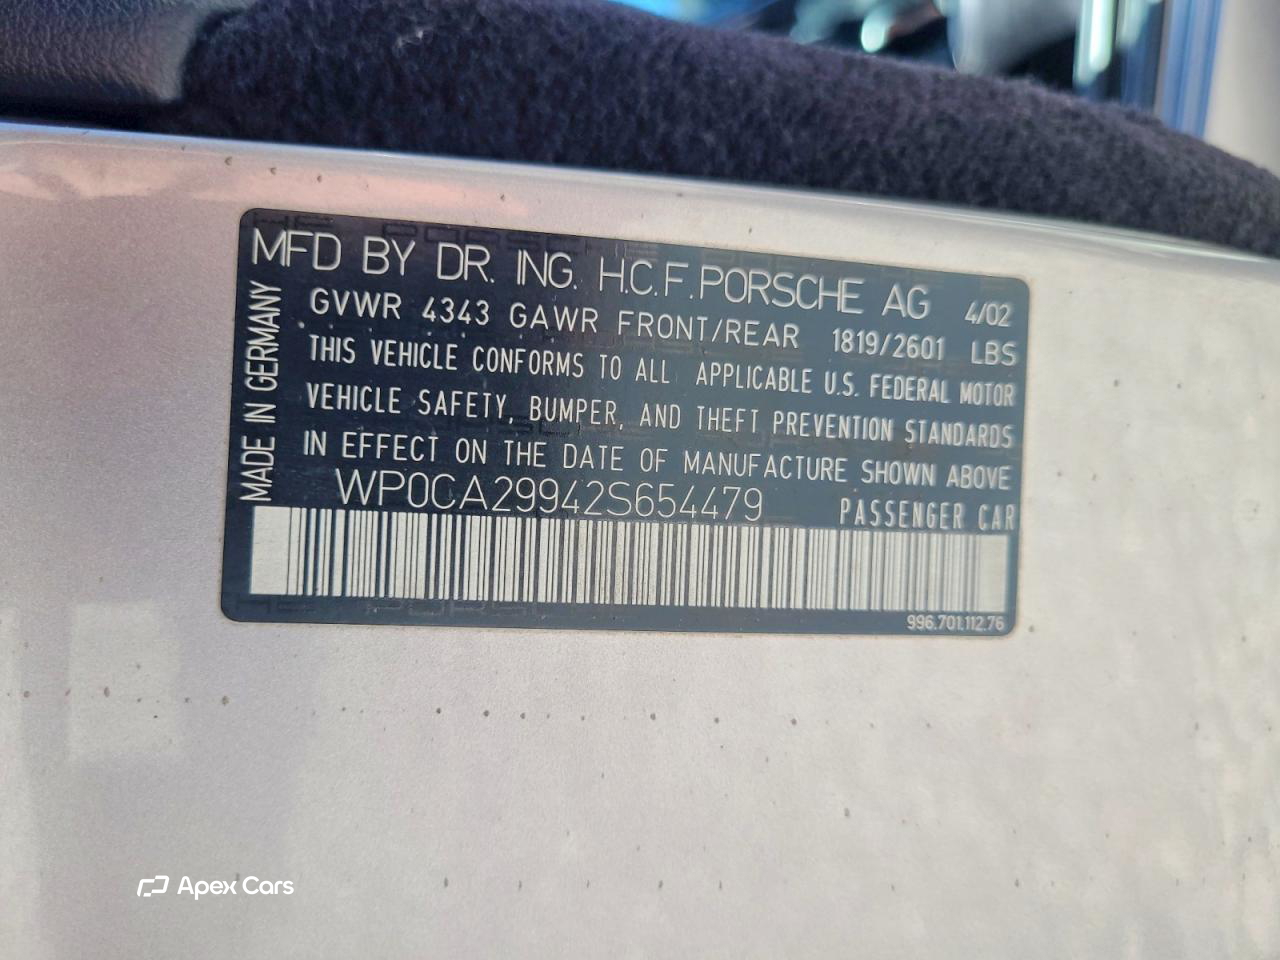 MFD BY DR. ING. H.C.F. PORSCHE AG 4/02
GVWR 4343 GAWR FRONT/REAR 1819/2601 LBS
THIS VEHICLE CONFORMS TO ALL APPLICABLE U.S. FEDERAL MOTOR
VEHICLE SAFETY, BUMPER, AND THEFT PREVENTION STANDARDS
IN EFFECT ON THE DATE OF MANUFACTURE SHOWN ABOVE
WP0CA29942S654479 PASSENGER CAR
MADE IN GERMANY
996.701.112.76
Apex Cars